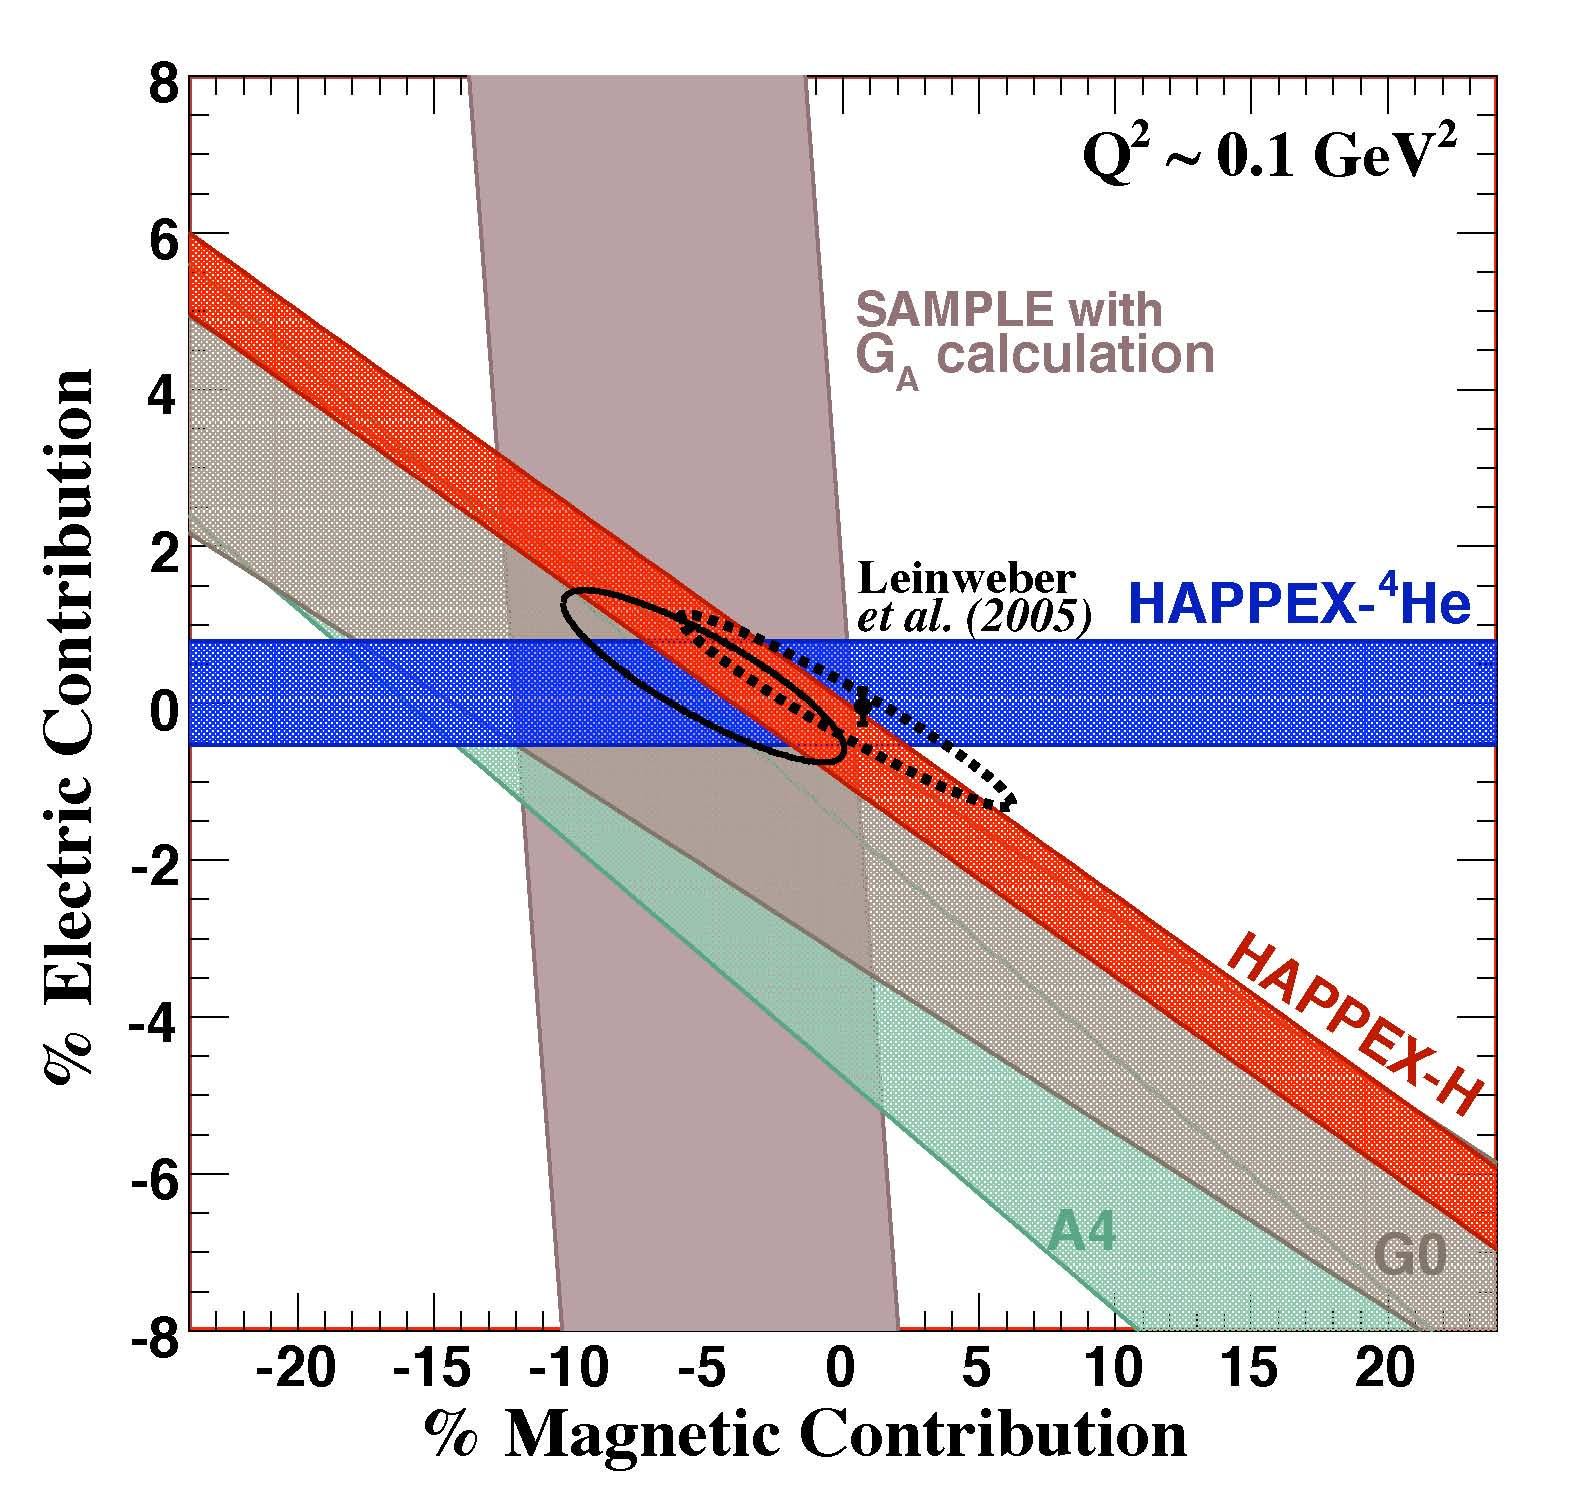 8
6
4
2
0
-2
-4
-6
-8
% Electric Contribution
Q² ~ 0.1 GeV²
SAMPLE with
G_A calculation
Leinweber
et al. (2005)
HAPPEX-⁴He
HAPPEX-H
A4
G0
-20 -15 -10 -5 0 5 10 15 20
% Magnetic Contribution